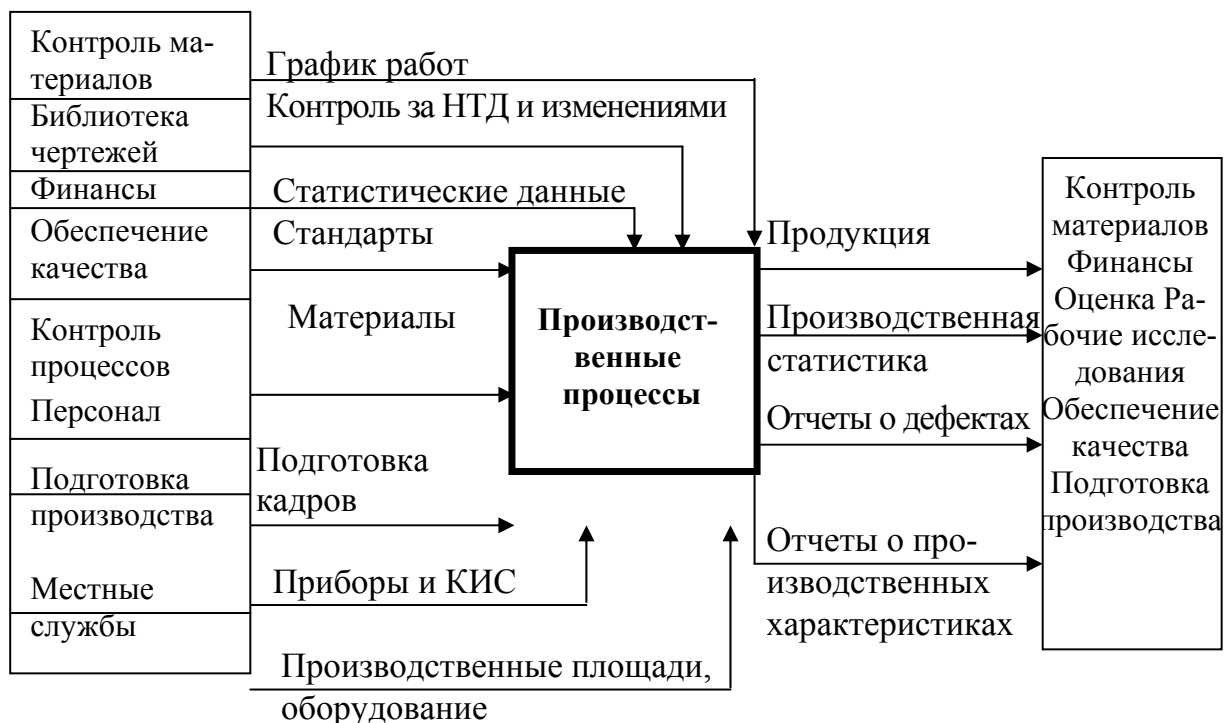 Контроль ма-
териалов
Библиотека
чертежей
Финансы
Обеспечение
качества
Контроль
процессов
Персонал
Подготовка
производства
Местные
службы
График работ
Контроль за НТД и изменениями
Статистические данные
Стандарты
Материалы
Подготовка
кадров
Приборы и КИС
Производственные площади,
оборудование
Производст-
венные
процессы
Продукция
Производственная
статистика
Отчеты о дефектах
Отчеты о про-
изводственных
характеристиках
Контроль
материалов
Финансы
Оценка Ра-
бочие иссле-
дования
Обеспечение
качества
Подготовка
производства